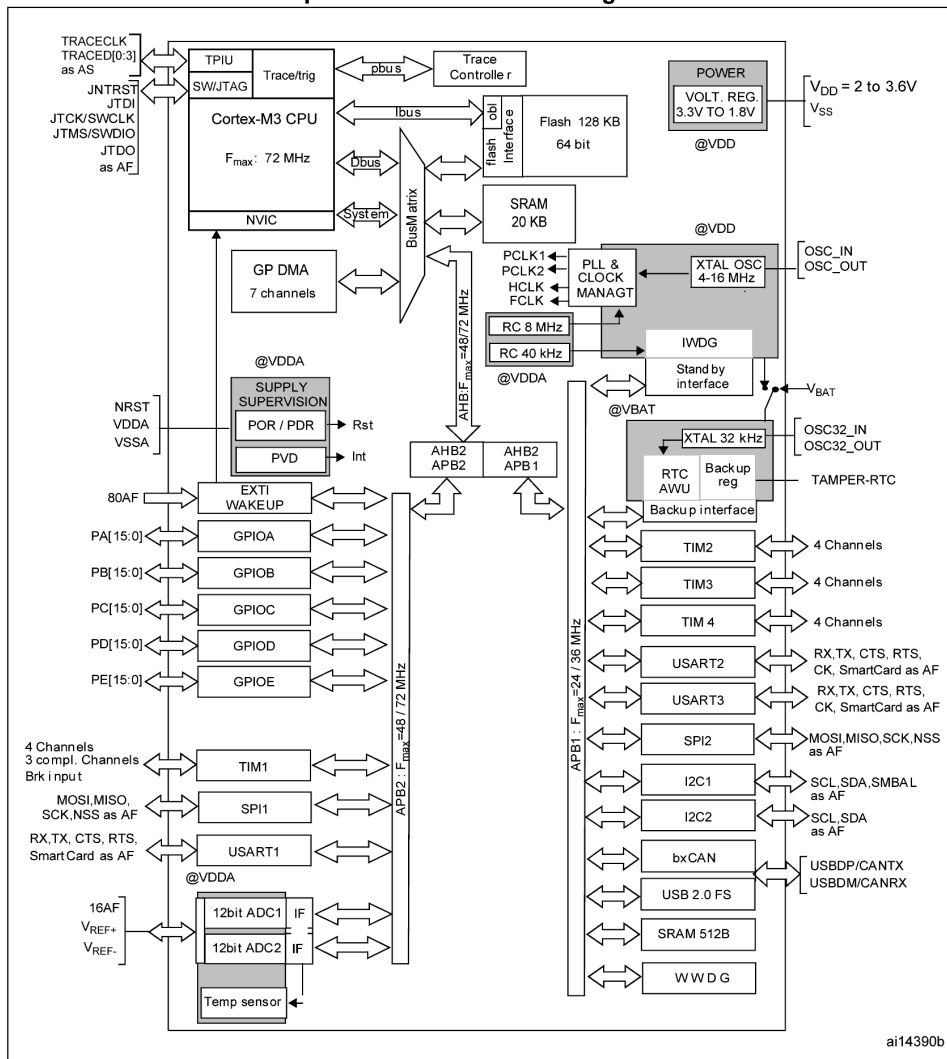 TRACECLK
TRACED[0:3]
as AS
TPIU
SW/JTAG
Trace/trig
pbus
Trace
Controller
JNTRST
JTDI
JTCK/SWCLK
JTMS/SWDIO
JTDO
as AF
Cortex-M3 CPU
Fmax: 72 MHz
NVIC
Ibus
Dbus
System
BusMatrix
flash obl
Interface
Flash 128 KB
64 bit
SRAM
20 KB
POWER
VOLT. REG.
3.3V TO 1.8V
@VDD
VDD = 2 to 3.6V
VSS
GP DMA
7 channels
AHB:Fmax=48/72 MHz
@VDD
PCLK1
PCLK2
HCLK
FCLK
PLL &
CLOCK
MANAGT
XTAL OSC
4-16 MHz
OSC_IN
OSC_OUT
RC 8 MHz
RC 40 kHz
@VDDA
IWDG
Stand by
interface
VBAT
@VDDA
SUPPLY
SUPERVISION
POR / PDR
Rst
PVD
Int
NRST
VDDA
VSSA
@VBAT
XTAL 32 kHz
OSC32_IN
OSC32_OUT
RTC
AWU
Backup
reg
TAMPER-RTC
Backup interface
AHB2
APB2
AHB2
APB1
80AF
EXTI
WAKEUP
PA[15:0]
GPIOA
PB[15:0]
GPIOB
PC[15:0]
GPIOC
PD[15:0]
GPIOD
PE[15:0]
GPIOE
4 Channels
3 compl. Channels
Brk input
TIM1
MOSI,MISO,
SCK,NSS as AF
SPI1
RX,TX, CTS, RTS,
SmartCard as AF
USART1
@VDDA
16AF
VREF+
VREF-
12bit ADC1
IF
12bit ADC2
IF
Temp sensor
APB2 : Fmax=48 / 72 MHz
APB1 : Fmax=24 / 36 MHz
TIM2
4 Channels
TIM3
4 Channels
TIM 4
4 Channels
USART2
RX,TX, CTS, RTS,
CK, SmartCard as AF
USART3
RX,TX, CTS, RTS,
CK, SmartCard as AF
SPI2
MOSI,MISO,SCK,NSS
as AF
I2C1
SCL,SDA,SMBAL
as AF
I2C2
SCL,SDA
as AF
bxCAN
USBDP/CANTX
USBDM/CANRX
USB 2.0 FS
SRAM 512B
WWDG
ai14390b